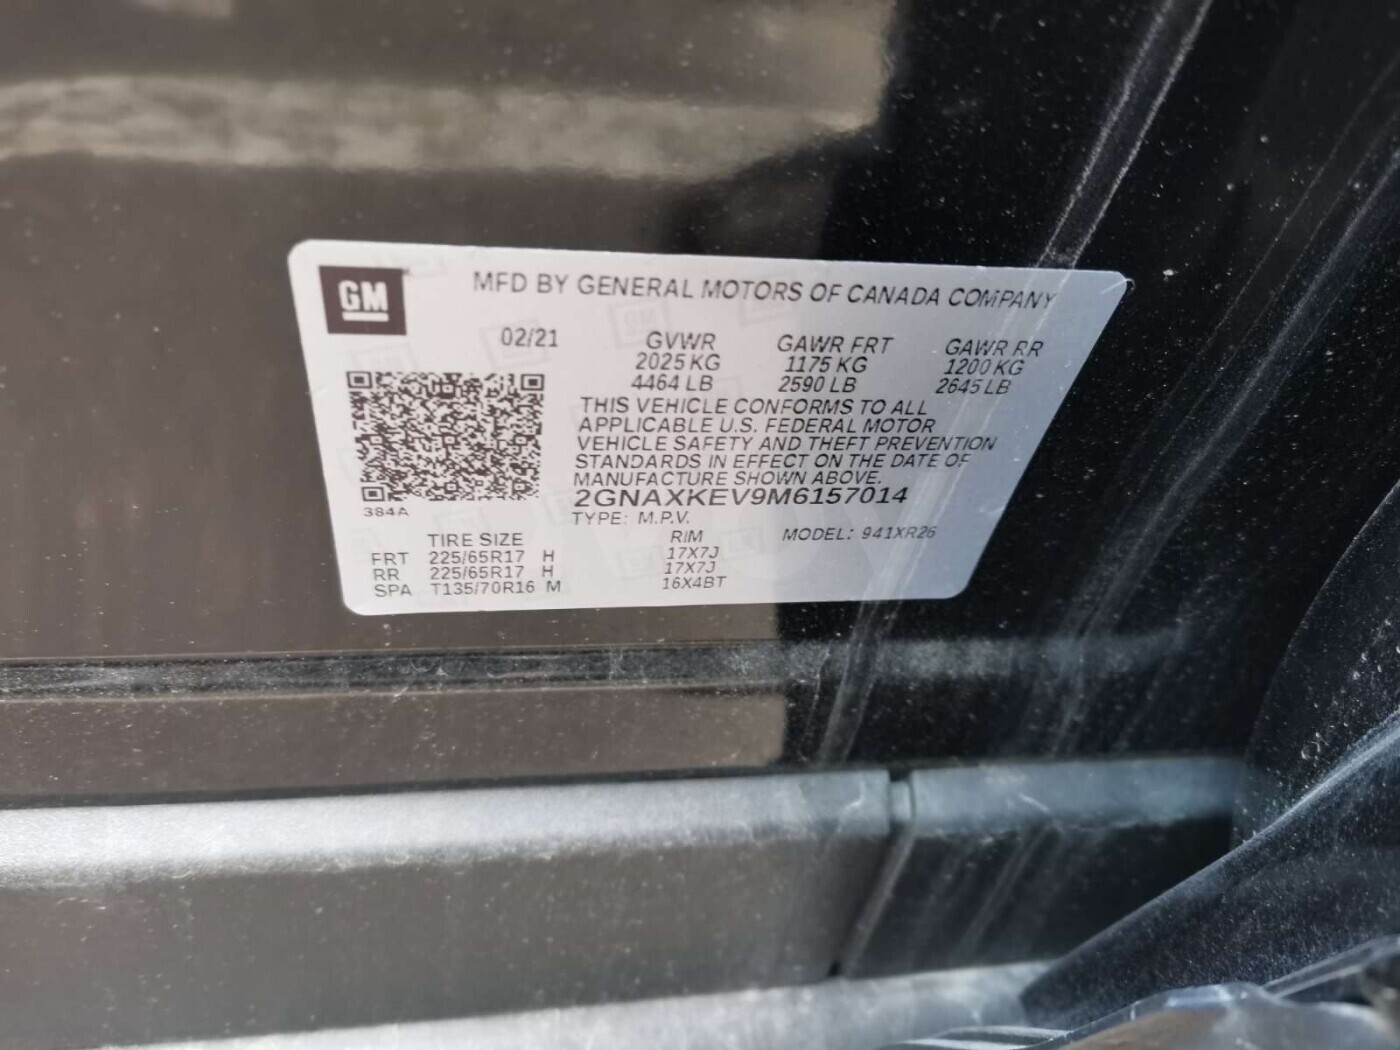 GM
MFD BY GENERAL MOTORS OF CANADA COMPANY
02/21 GVWR GAWR FRT GAWR RR
2025 KG 1175 KG 1200 KG
4464 LB 2590 LB 2645 LB
THIS VEHICLE CONFORMS TO ALL
APPLICABLE U.S. FEDERAL MOTOR
VEHICLE SAFETY AND THEFT PREVENTION
STANDARDS IN EFFECT ON THE DATE OF
MANUFACTURE SHOWN ABOVE.
2GNAXKEV9M6157014
384A
TYPE: M.P.V. MODEL: 941XR26
TIRE SIZE RIM
FRT 225/65R17 H 17X7J
RR 225/65R17 H 17X7J
SPA T135/70R16 M 16X4BT